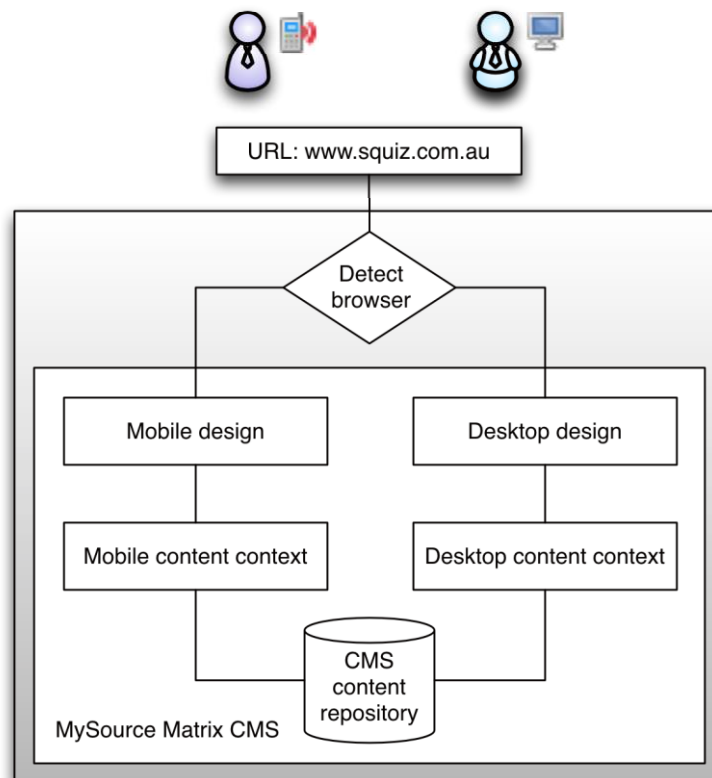 URL: www.squiz.com.au
Detect
browser
Mobile design
Desktop design
Mobile content context
Desktop content context
CMS
content
repository
MySource Matrix CMS